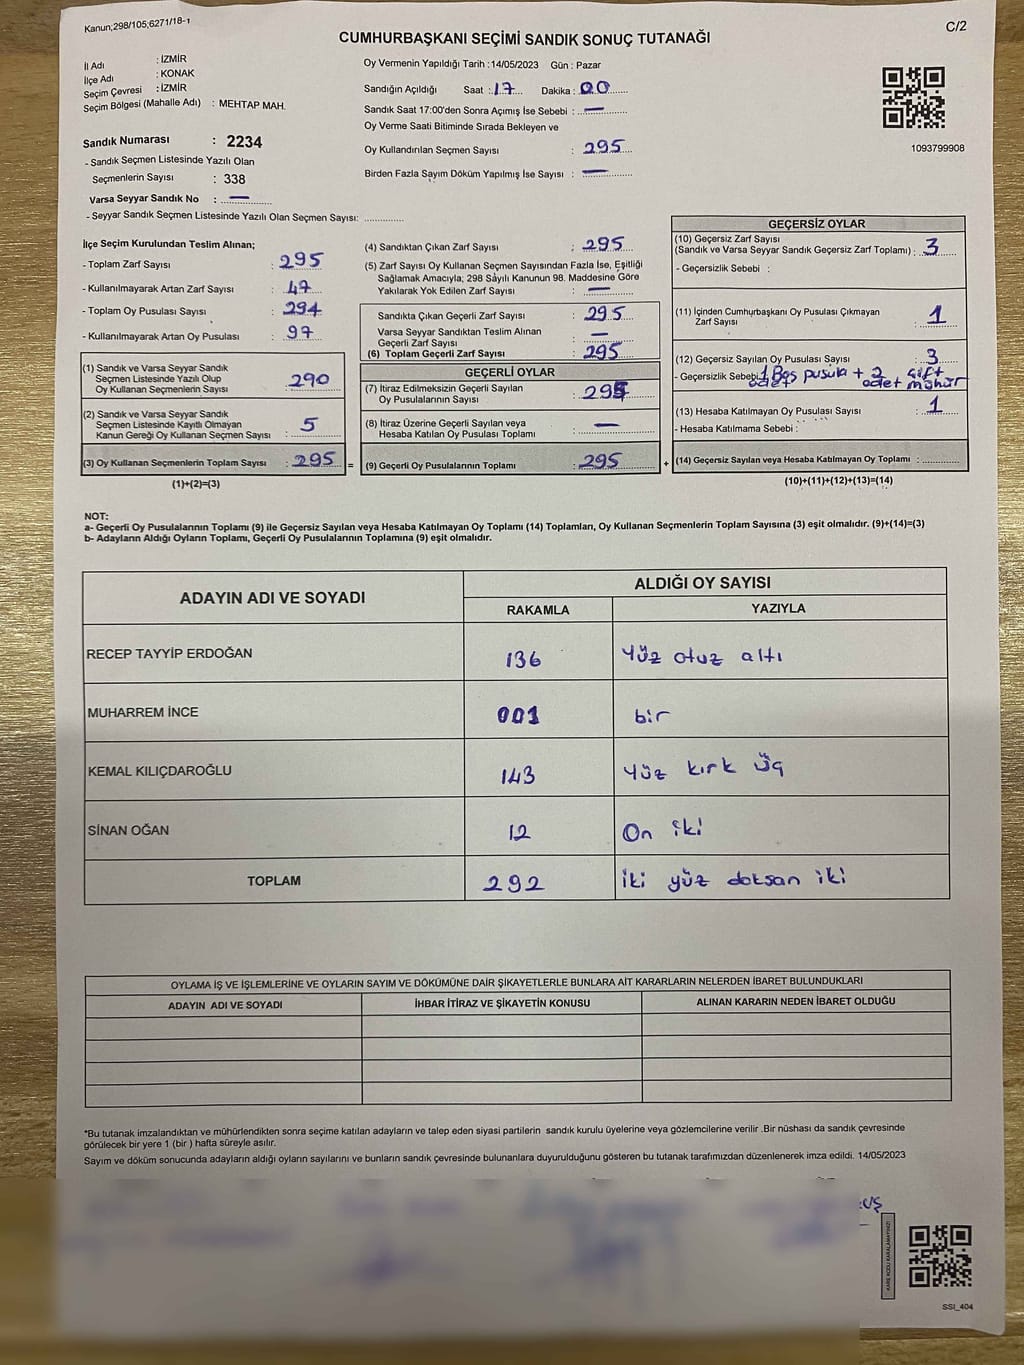 Kanun;298/105;6271/18-1
C/2
CUMHURBAŞKANI SEÇİMİ SANDIK SONUÇ TUTANAĞI
İl Adı : İZMİR
İlçe Adı : KONAK
Seçim Çevresi : İZMİR
Seçim Bölgesi (Mahalle Adı) : MEHTAP MAH.
Sandık Numarası : 2234
- Sandık Seçmen Listesinde Yazılı Olan
Seçmenlerin Sayısı : 338
Varsa Seyyar Sandık No : —
- Seyyar Sandık Seçmen Listesinde Yazılı Olan Seçmen Sayısı: ..............
Oy Vermenin Yapıldığı Tarih :14/05/2023 Gün : Pazar
Sandığın Açıldığı Saat : 17 Dakika : 00
Sandık Saat 17:00'den Sonra Açımış İse Sebebi : —
Oy Verme Saati Bitiminde Sırada Bekleyen ve
Oy Kullandırılan Seçmen Sayısı : 295
Birden Fazla Sayım Döküm Yapılmış İse Sayısı : —
1093799908
İlçe Seçim Kurulundan Teslim Alınan;
- Toplam Zarf Sayısı : 295
- Kullanılmayarak Artan Zarf Sayısı : 47
- Toplam Oy Pusulası Sayısı : 294
- Kullanılmayarak Artan Oy Pusulası : 97
(1) Sandık ve Varsa Seyyar Sandık
Seçmen Listesinde Yazılı Olup
Oy Kullanan Seçmenlerin Sayısı : 290
(2) Sandık ve Varsa Seyyar Sandık
Seçmen Listesinde Kayıtlı Olmayan
Kanun Gereği Oy Kullanan Seçmen Sayısı : 5
(3) Oy Kullanan Seçmenlerin Toplam Sayısı : 295 =
(1)+(2)=(3)
(4) Sandıktan Çıkan Zarf Sayısı : 295
(5) Zarf Sayısı Oy Kullanan Seçmen Sayısından Fazla İse, Eşitliği
Sağlamak Amacıyla; 298 Sayılı Kanunun 98. Maddesine Göre
Yakılarak Yok Edilen Zarf Sayısı : —
Sandıkta Çıkan Geçerli Zarf Sayısı : 295
Varsa Seyyar Sandıktan Teslim Alınan
Geçerli Zarf Sayısı : —
(6) Toplam Geçerli Zarf Sayısı : 295
GEÇERLİ OYLAR
(7) İtiraz Edilmeksizin Geçerli Sayılan
Oy Pusulalarının Sayısı : 295
(8) İtiraz Üzerine Geçerli Sayılan veya
Hesaba Katılan Oy Pusulası Toplamı : —
(9) Geçerli Oy Pusulalarının Toplamı : 295 +
GEÇERSİZ OYLAR
(10) Geçersiz Zarf Sayısı
(Sandık ve Varsa Seyyar Sandık Geçersiz Zarf Toplamı) : 3
- Geçersizlik Sebebi :
(11) İçinden Cumhurbaşkanı Oy Pusulası Çıkmayan
Zarf Sayısı : 1
(12) Geçersiz Sayılan Oy Pusulası Sayısı : 3
- Geçersizlik Sebebi: 1 adet Boş pusula + 2 adet çift mühür
(13) Hesaba Katılmayan Oy Pusulası Sayısı : 1
- Hesaba Katılmama Sebebi :
(14) Geçersiz Sayılan veya Hesaba Katılmayan Oy Toplamı : ............
(10)+(11)+(12)+(13)=(14)
NOT:
a- Geçerli Oy Pusulalarının Toplamı (9) ile Geçersiz Sayılan veya Hesaba Katılmayan Oy Toplamı (14) Toplamları, Oy Kullanan Seçmenlerin Toplam Sayısına (3) eşit olmalıdır. (9)+(14)=(3)
b- Adayların Aldığı Oyların Toplamı, Geçerli Oy Pusulalarının Toplamına (9) eşit olmalıdır.
ADAYIN ADI VE SOYADI
ALDIĞI OY SAYISI
RAKAMLA YAZIYLA
RECEP TAYYİP ERDOĞAN 136 Yüz otuz altı
MUHARREM İNCE 001 bir
KEMAL KILIÇDAROĞLU 143 yüz kırk üç
SİNAN OĞAN 12 On iki
TOPLAM 292 iki yüz doksan iki
OYLAMA İŞ VE İŞLEMLERİNE VE OYLARIN SAYIM VE DÖKÜMÜNE DAİR ŞİKAYETLERLE BUNLARA AİT KARARLARIN NELERDEN İBARET BULUNDUKLARI
ADAYIN ADI VE SOYADI İHBAR İTİRAZ VE ŞİKAYETİN KONUSU ALINAN KARARIN NEDEN İBARET OLDUĞU
*Bu tutanak imzalandıktan ve mühürlendikten sonra seçime katılan adayların ve talep eden siyasi partilerin sandık kurulu üyelerine veya gözlemcilerine verilir .Bir nüshası da sandık çevresinde
görülecek bir yere 1 (bir ) hafta süreyle asılır.
Sayım ve döküm sonucunda adayların aldığı oyların sayılarını ve bunların sandık çevresinde bulunanlara duyurulduğunu gösteren bu tutanak tarafımızdan düzenlenerek imza edildi. 14/05/2023
KARE KODU KARALAMAYINIZ!
SSI_404